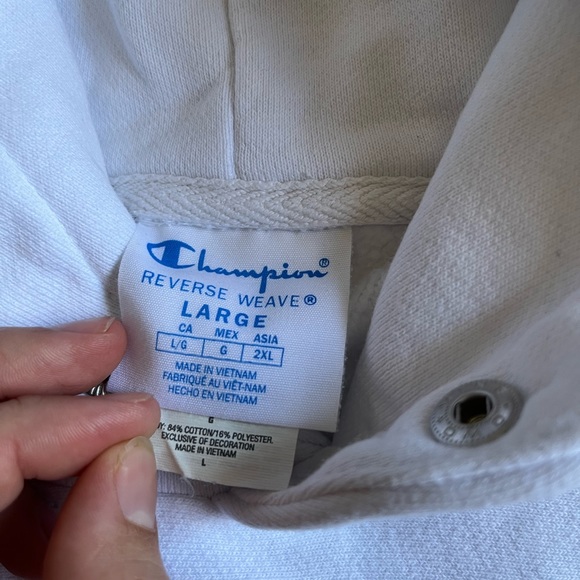 Champion®
REVERSE WEAVE®
LARGE
CA MEX ASIA
L/G G 2XL
MADE IN VIETNAM
FABRIQUÉ AU VIÊT-NAM
HECHO EN VIETNAM
G
84% COTTON/16% POLYESTER.
EXCLUSIVE OF DECORATION
MADE IN VIETNAM
L